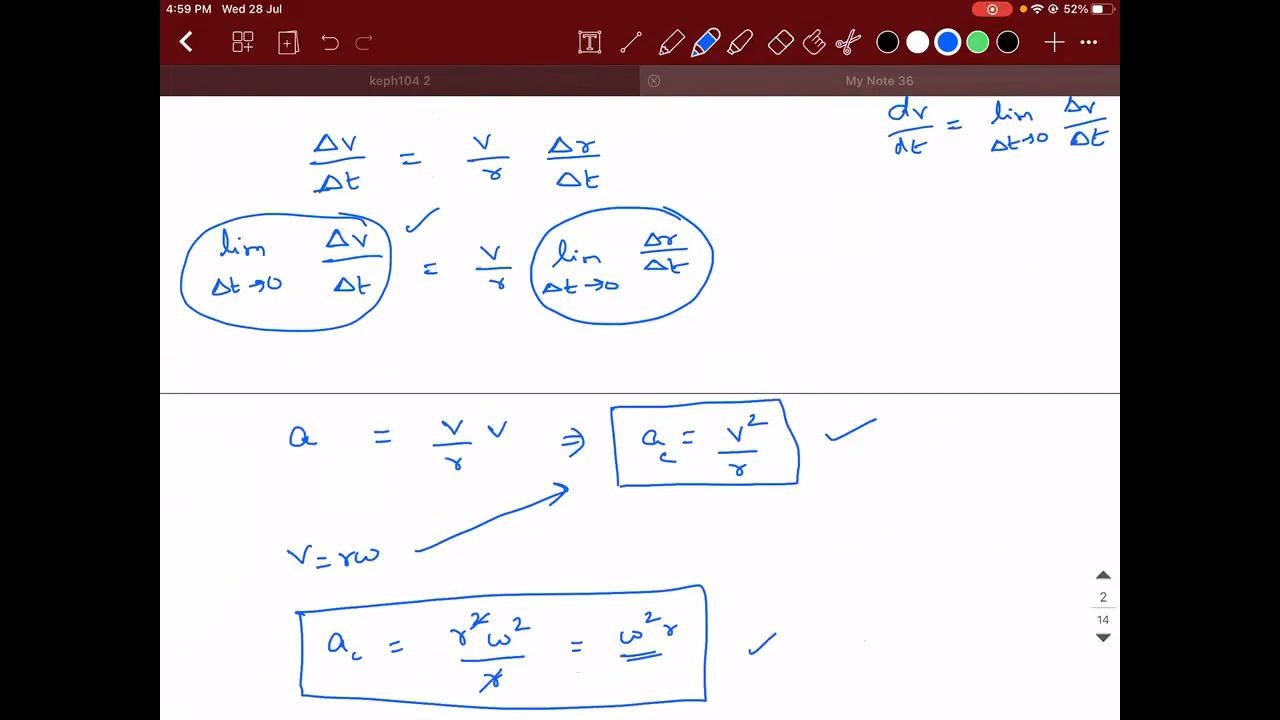 4:59 PM Wed 28 Jul 52%
keph104 2 My Note 36
dv/dt = lim Δt→0 Δv/Δt
Δv/Δt = v/r Δr/Δt
lim Δt→0 Δv/Δt = v/r lim Δt→0 Δr/Δt
a = v/r v ⇒ a_c = v²/r
v = rω
a_c = r²ω²/r = ω²r
2
14